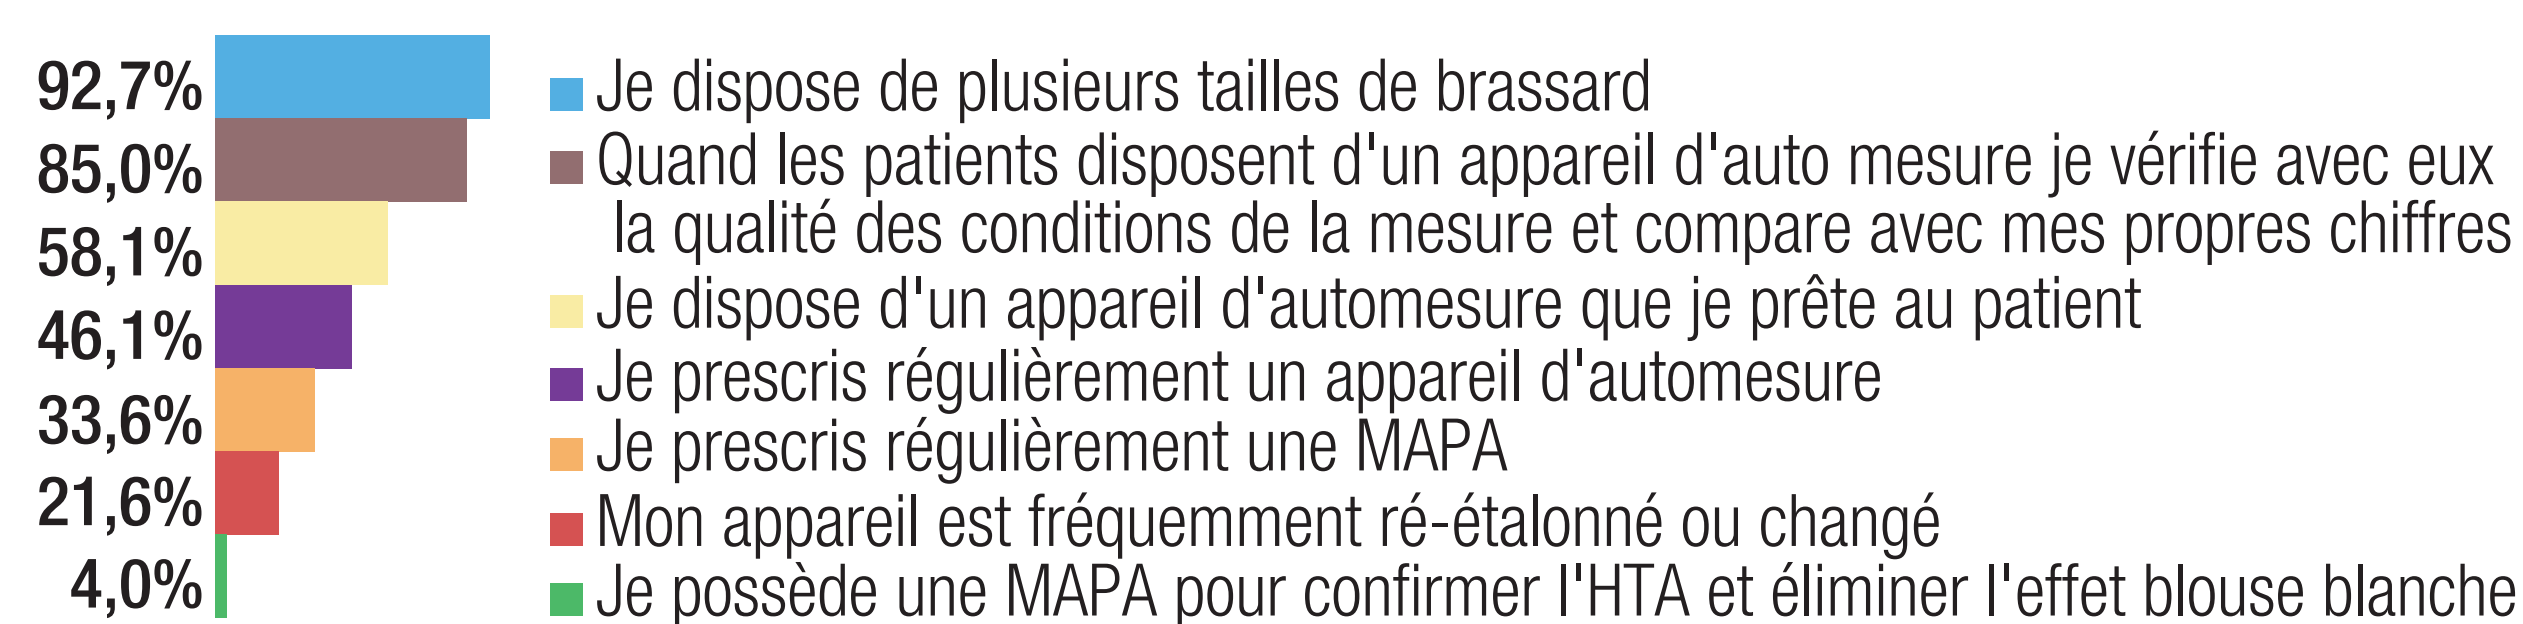 92,7%
Je dispose de plusieurs tailles de brassard
85,0%
Quand les patients disposent d'un appareil d'auto mesure je vérifie avec eux
la qualité des conditions de la mesure et compare avec mes propres chiffres
58,1%
Je dispose d'un appareil d'automesure que je prête au patient
46,1%
Je prescris régulièrement un appareil d'automesure
33,6%
Je prescris régulièrement une MAPA
21,6%
Mon appareil est fréquemment ré-étalonné ou changé
4,0%
Je possède une MAPA pour confirmer l'HTA et éliminer l'effet blouse blanche